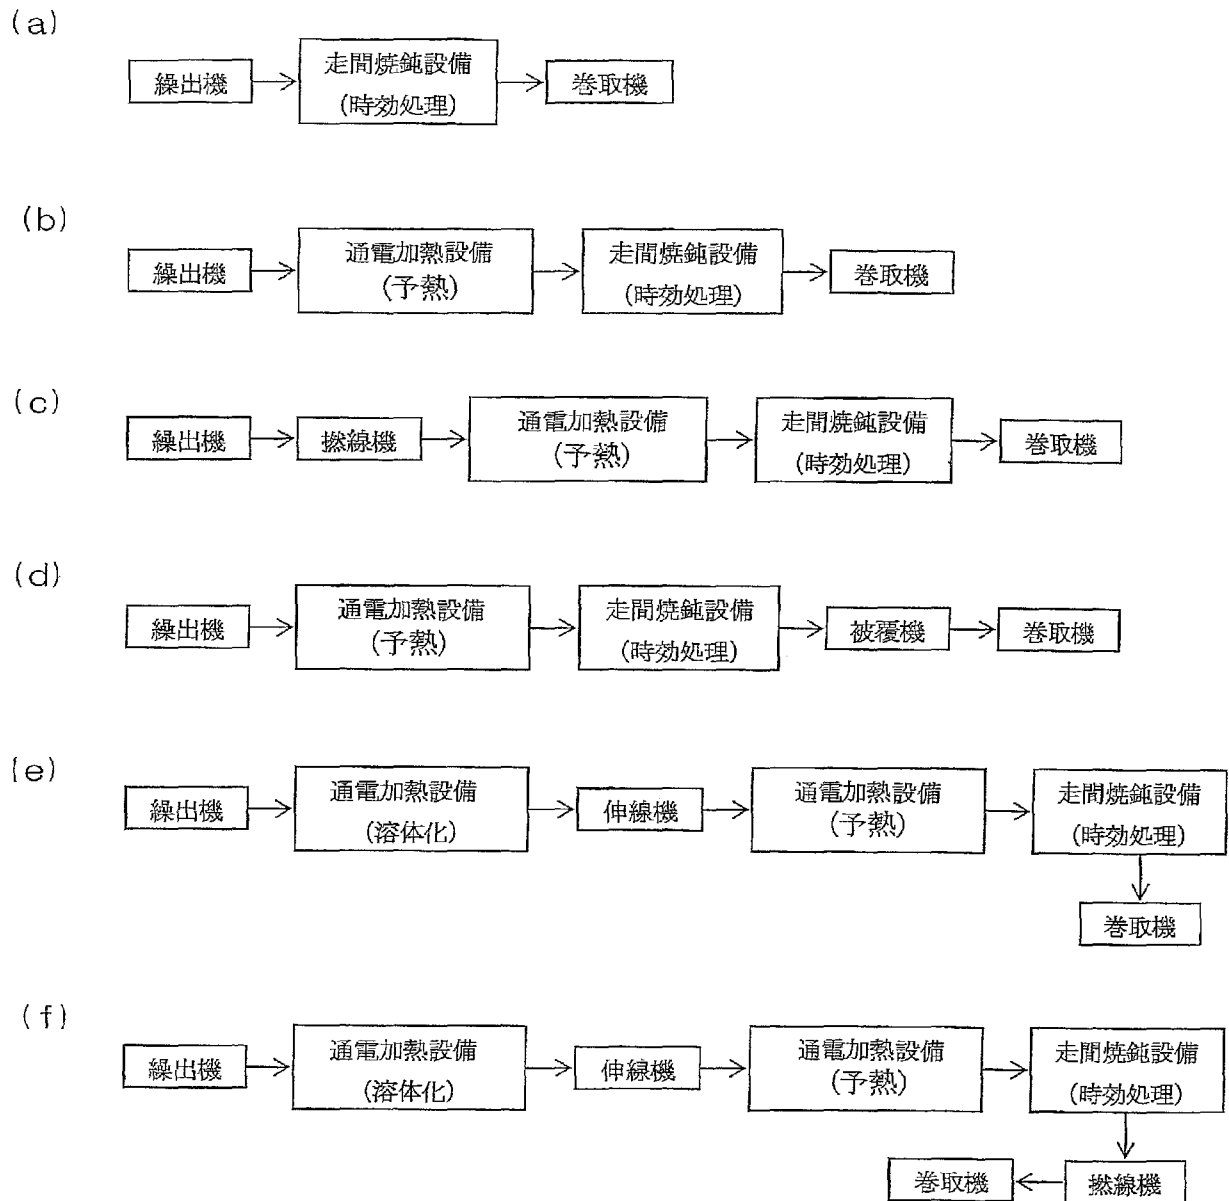 (a)
繰出機
走間焼鈍設備
(時効処理)
巻取機
(b)
繰出機
通電加熱設備
(予熱)
走間焼鈍設備
(時効処理)
巻取機
(c)
繰出機
撚線機
通電加熱設備
(予熱)
走間焼鈍設備
(時効処理)
巻取機
(d)
繰出機
通電加熱設備
(予熱)
走間焼鈍設備
(時効処理)
被覆機
巻取機
(e)
繰出機
通電加熱設備
(溶体化)
伸線機
通電加熱設備
(予熱)
走間焼鈍設備
(時効処理)
巻取機
(f)
繰出機
通電加熱設備
(溶体化)
伸線機
通電加熱設備
(予熱)
走間焼鈍設備
(時効処理)
撚線機
巻取機